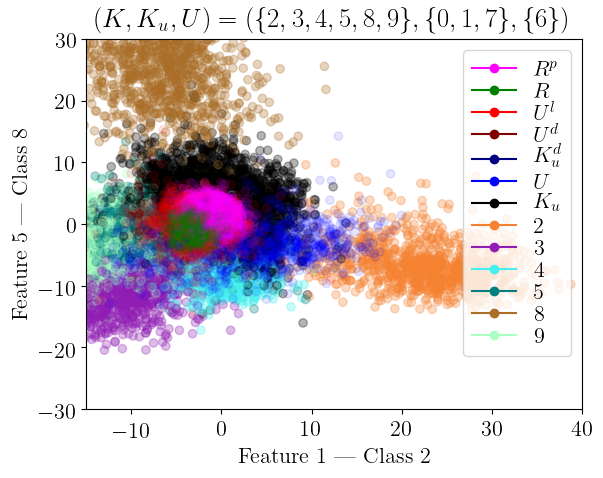 (K, K_u, U) = ({2, 3, 4, 5, 8, 9}, {0, 1, 7}, {6})
30
20
10
0
−10
−20
−30
Feature 5 — Class 8
−10
0
10
20
30
40
Feature 1 — Class 2
R^p
R
U^l
U^d
K_u^d
U
K_u
2
3
4
5
8
9